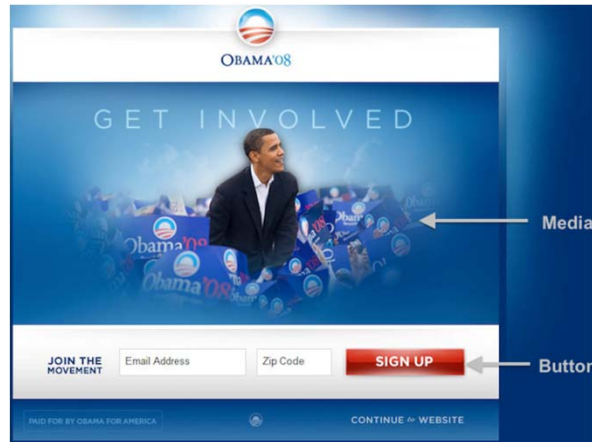 OBAMA'08
GET INVOLVED
Obama'08
Obama
Obama'08
Media
JOIN THE
MOVEMENT
Email Address
Zip Code
SIGN UP
Button
PAID FOR BY OBAMA FOR AMERICA
CONTINUE to WEBSITE